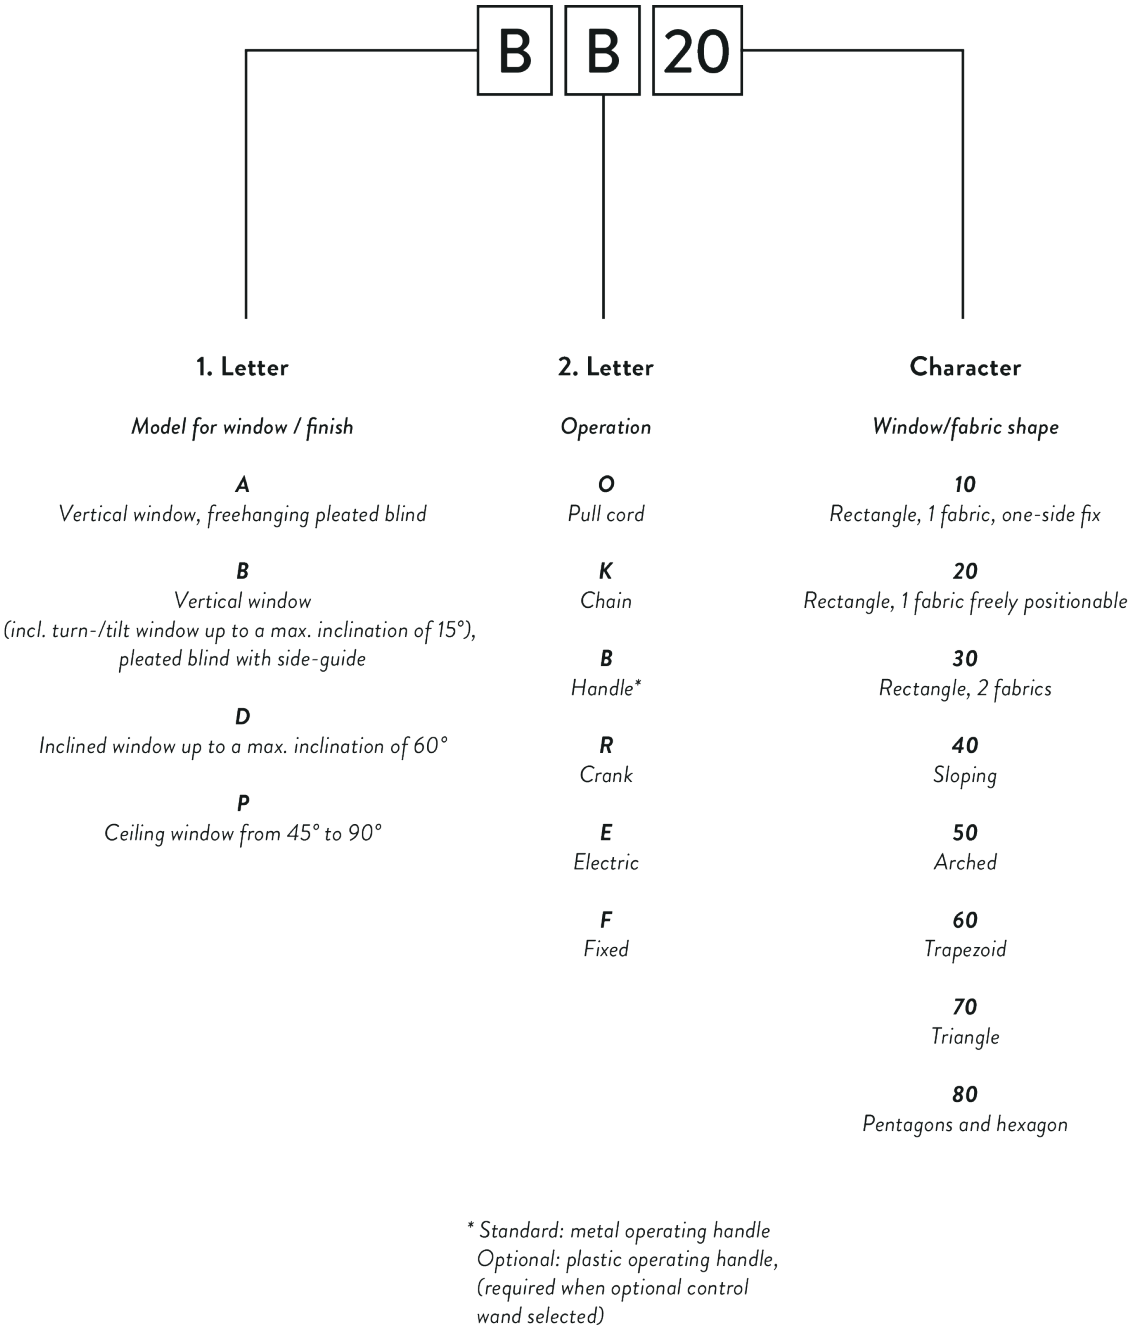 B B 20
1. Letter
Model for window / finish
A
Vertical window, freehanging pleated blind
B
Vertical window
(incl. turn-/tilt window up to a max. inclination of 15°),
pleated blind with side-guide
D
Inclined window up to a max. inclination of 60°
P
Ceiling window from 45° to 90°
2. Letter
Operation
O
Pull cord
K
Chain
B
Handle*
R
Crank
E
Electric
F
Fixed
Character
Window/fabric shape
10
Rectangle, 1 fabric, one-side fix
20
Rectangle, 1 fabric freely positionable
30
Rectangle, 2 fabrics
40
Sloping
50
Arched
60
Trapezoid
70
Triangle
80
Pentagons and hexagon
* Standard: metal operating handle
Optional: plastic operating handle,
(required when optional control
wand selected)